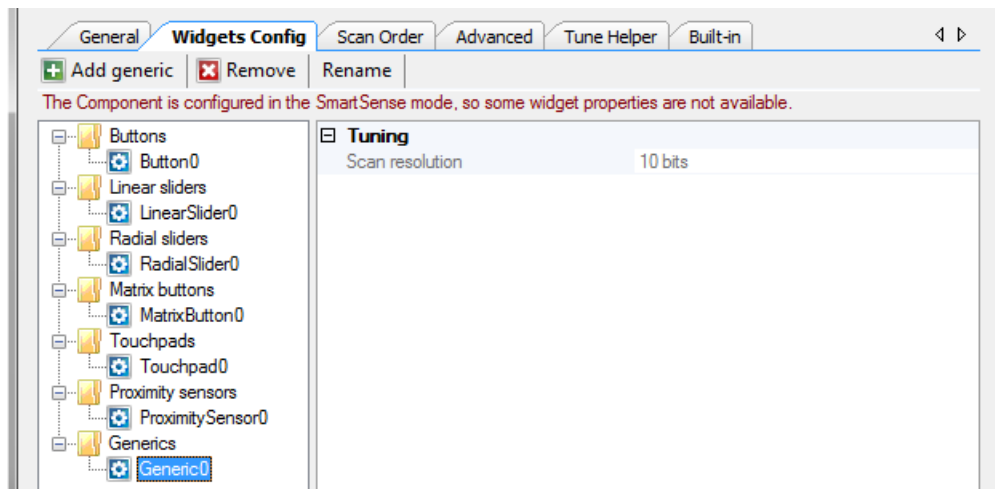 General Widgets Config Scan Order Advanced Tune Helper Built-in
Add generic Remove Rename
The Component is configured in the SmartSense mode, so some widget properties are not available.
Buttons
Button0
Linear sliders
LinearSlider0
Radial sliders
RadialSlider0
Matrix buttons
MatrixButton0
Touchpads
Touchpad0
Proximity sensors
ProximitySensor0
Generics
Generic0
Tuning
Scan resolution 10 bits